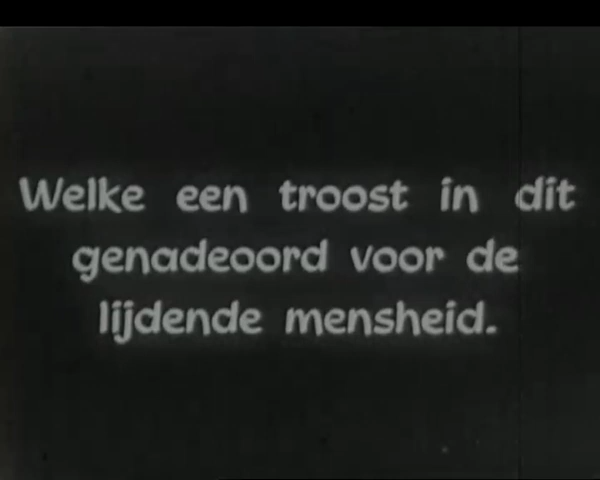 Welke een troost in dit
genadeoord voor de
lijdende mensheid.